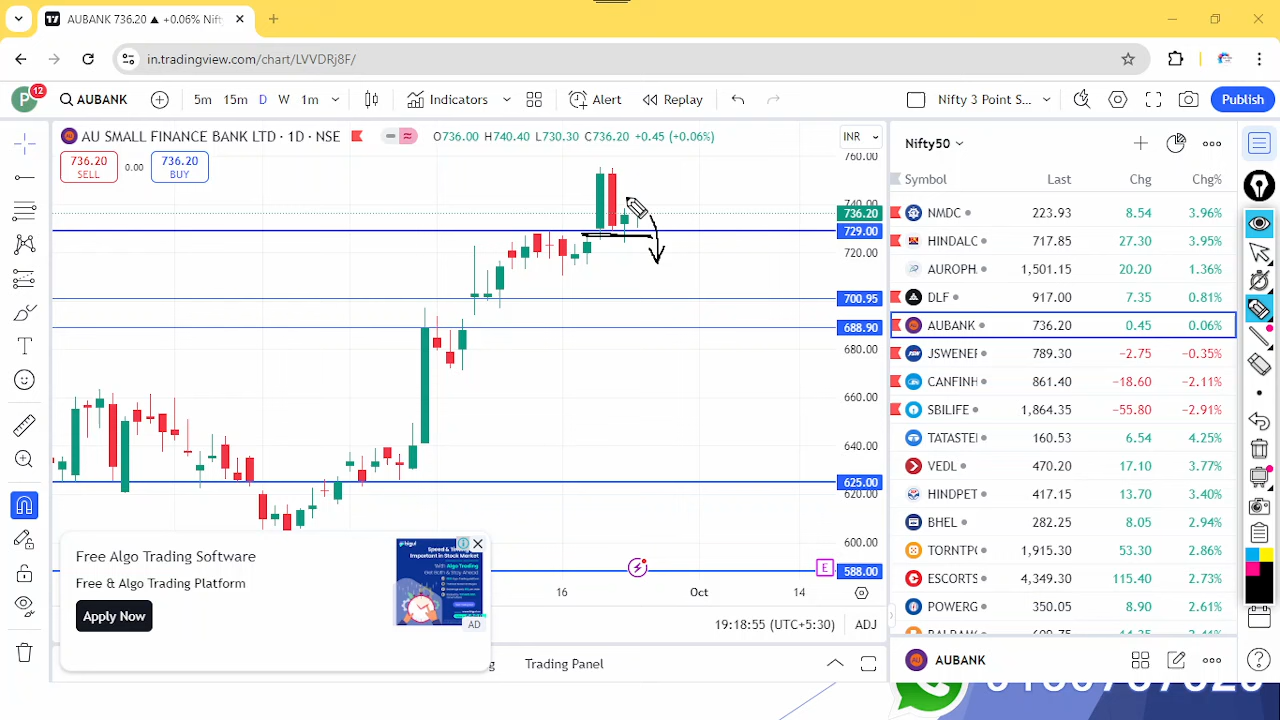 AUBANK 736.20 ▲ +0.06% Nift
in.tradingview.com/chart/LVVDRj8F/
P 12 AUBANK 5m 15m D W 1m Indicators Alert Replay Nifty 3 Point S... Publish
AU SMALL FINANCE BANK LTD · 1D · NSE O736.00 H740.40 L730.30 C736.20 +0.45 (+0.06%) INR
736.20 SELL 0.00 736.20 BUY
760.00
740.00
736.20
729.00
720.00
700.95
688.90
680.00
660.00
640.00
625.00
620.00
600.00
588.00
16 Oct 14
E
Free Algo Trading Software
Free & Algo Trading Platform
Apply Now
Important in Stock Market
AD
19:18:55 (UTC+5:30) ADJ
Trading Panel
Nifty50
Symbol Last Chg Chg%
NMDC 223.93 8.54 3.96%
HINDALC 717.85 27.30 3.95%
AUROPH 1,501.15 20.20 1.36%
DLF 917.00 7.35 0.81%
AUBANK 736.20 0.45 0.06%
JSWENER 789.30 −2.75 −0.35%
CANFINH 861.40 −18.60 −2.11%
SBILIFE 1,864.35 −55.80 −2.91%
TATASTE 160.53 6.54 4.25%
VEDL 470.20 17.10 3.77%
HINDPET 417.15 13.70 3.40%
BHEL 282.25 8.05 2.94%
TORNTP 1,915.30 53.30 2.86%
ESCORTS 4,339.30 115.40 2.73%
POWERG 350.05 8.90 2.61%
AUBANK